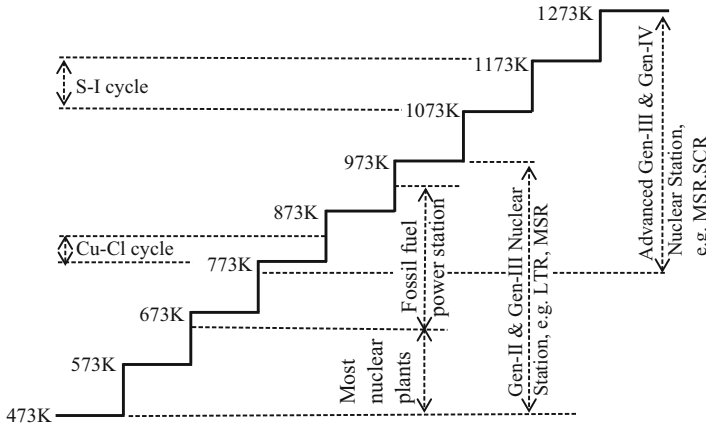 1273K
1173K
S-I cycle
1073K
973K
873K
Cu-Cl cycle
773K
673K
573K
473K
Most
nuclear
plants
Fossil fuel
power station
Gen-II & Gen-III Nuclear
Station, e.g. LTR, MSR
Advanced Gen-III & Gen-IV
Nuclear Station,
e.g. MSR,SCR